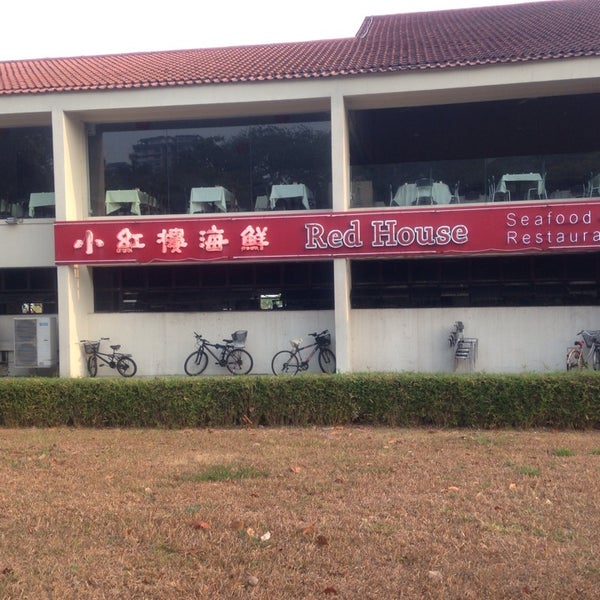 小紅樓海鮮 Red House
Seafood
Restaura